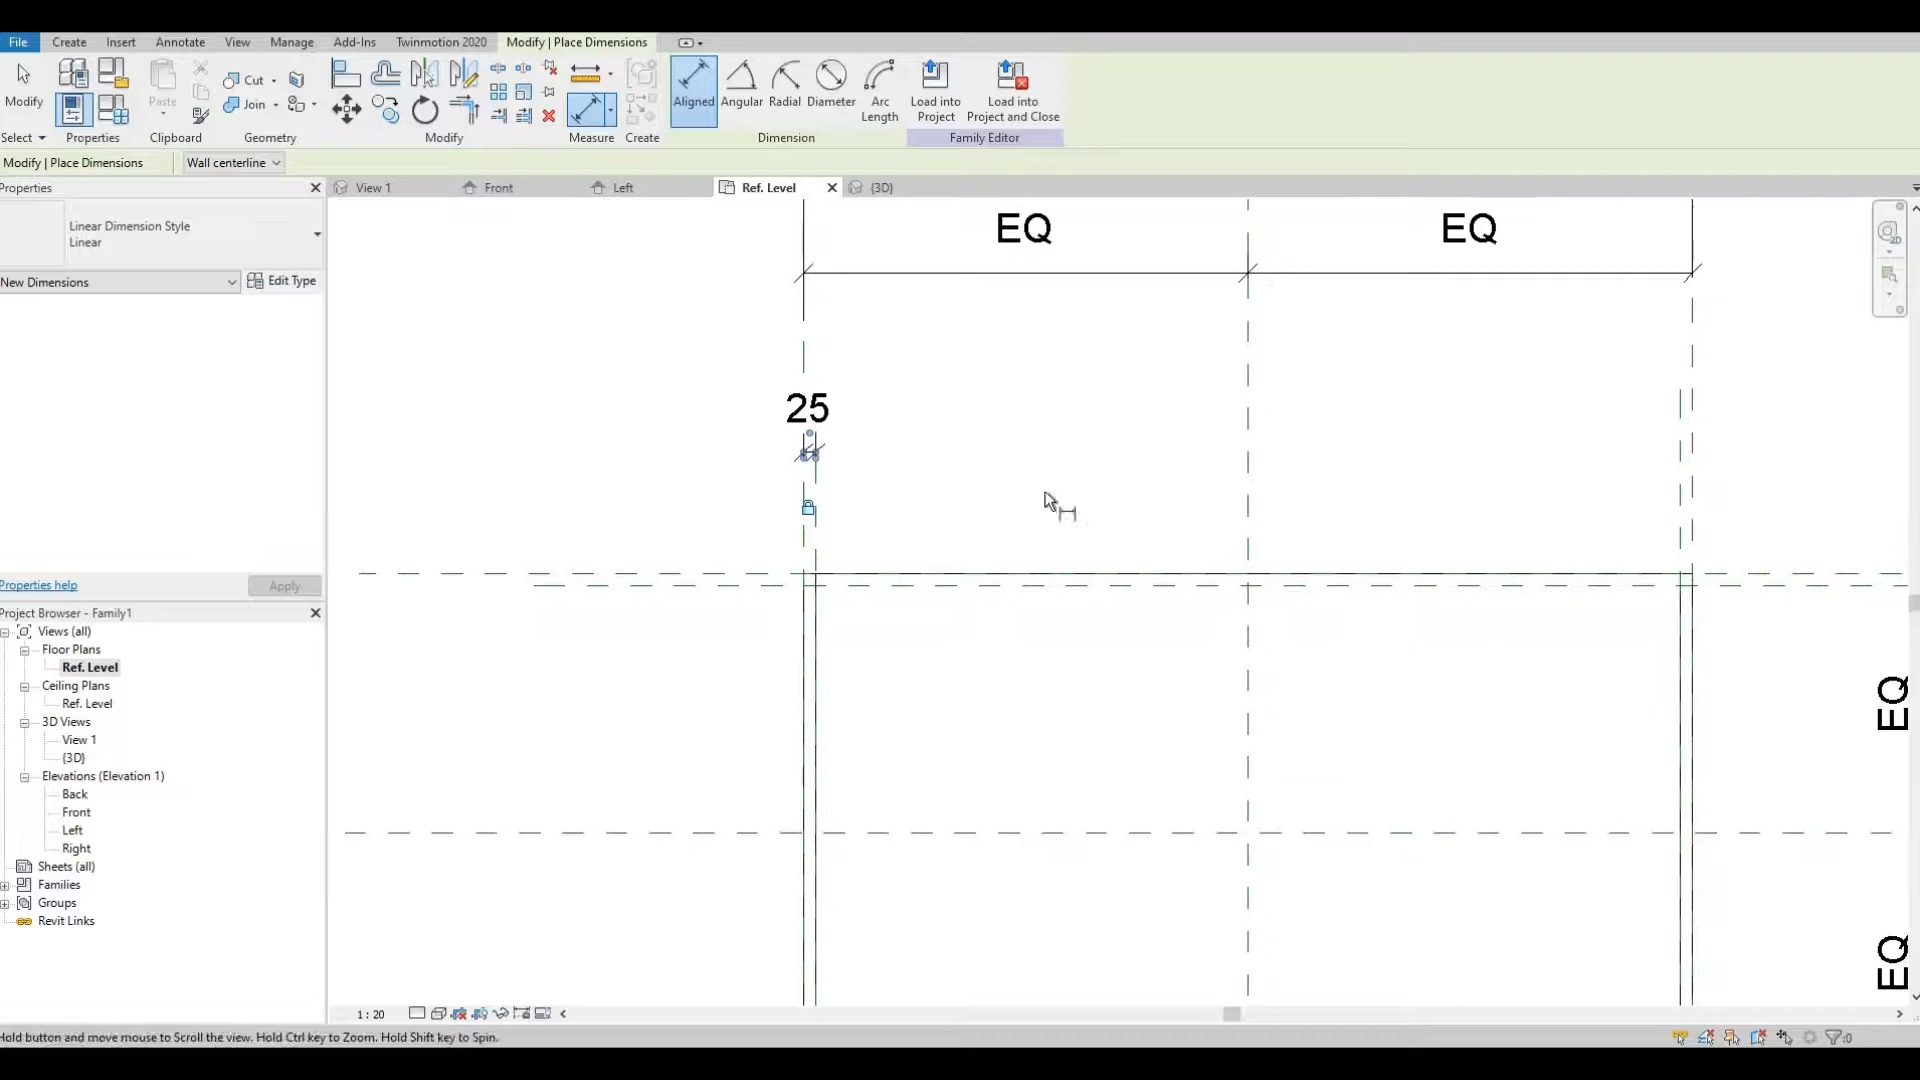 File Create Insert Annotate View Manage Add-Ins Twinmotion 2020 Modify | Place Dimensions
Modify Paste Cut Join Aligned Angular Radial Diameter Arc Length Load into Project Load into Project and Close
Select Properties Clipboard Geometry Modify Measure Create Dimension Family Editor
Modify | Place Dimensions Wall centerline
Properties
View 1 Front Left Ref. Level {3D}
Linear Dimension Style
Linear
New Dimensions Edit Type
EQ EQ
25
Properties help Apply
Project Browser - Family1
Views (all)
Floor Plans
Ref. Level
Ceiling Plans
Ref. Level
3D Views
View 1
{3D}
Elevations (Elevation 1)
Back
Front
Left
Right
Sheets (all)
Families
Groups
Revit Links
EQ
EQ
1 : 20
Hold button and move mouse to Scroll the view. Hold Ctrl key to Zoom. Hold Shift key to Spin.
:0